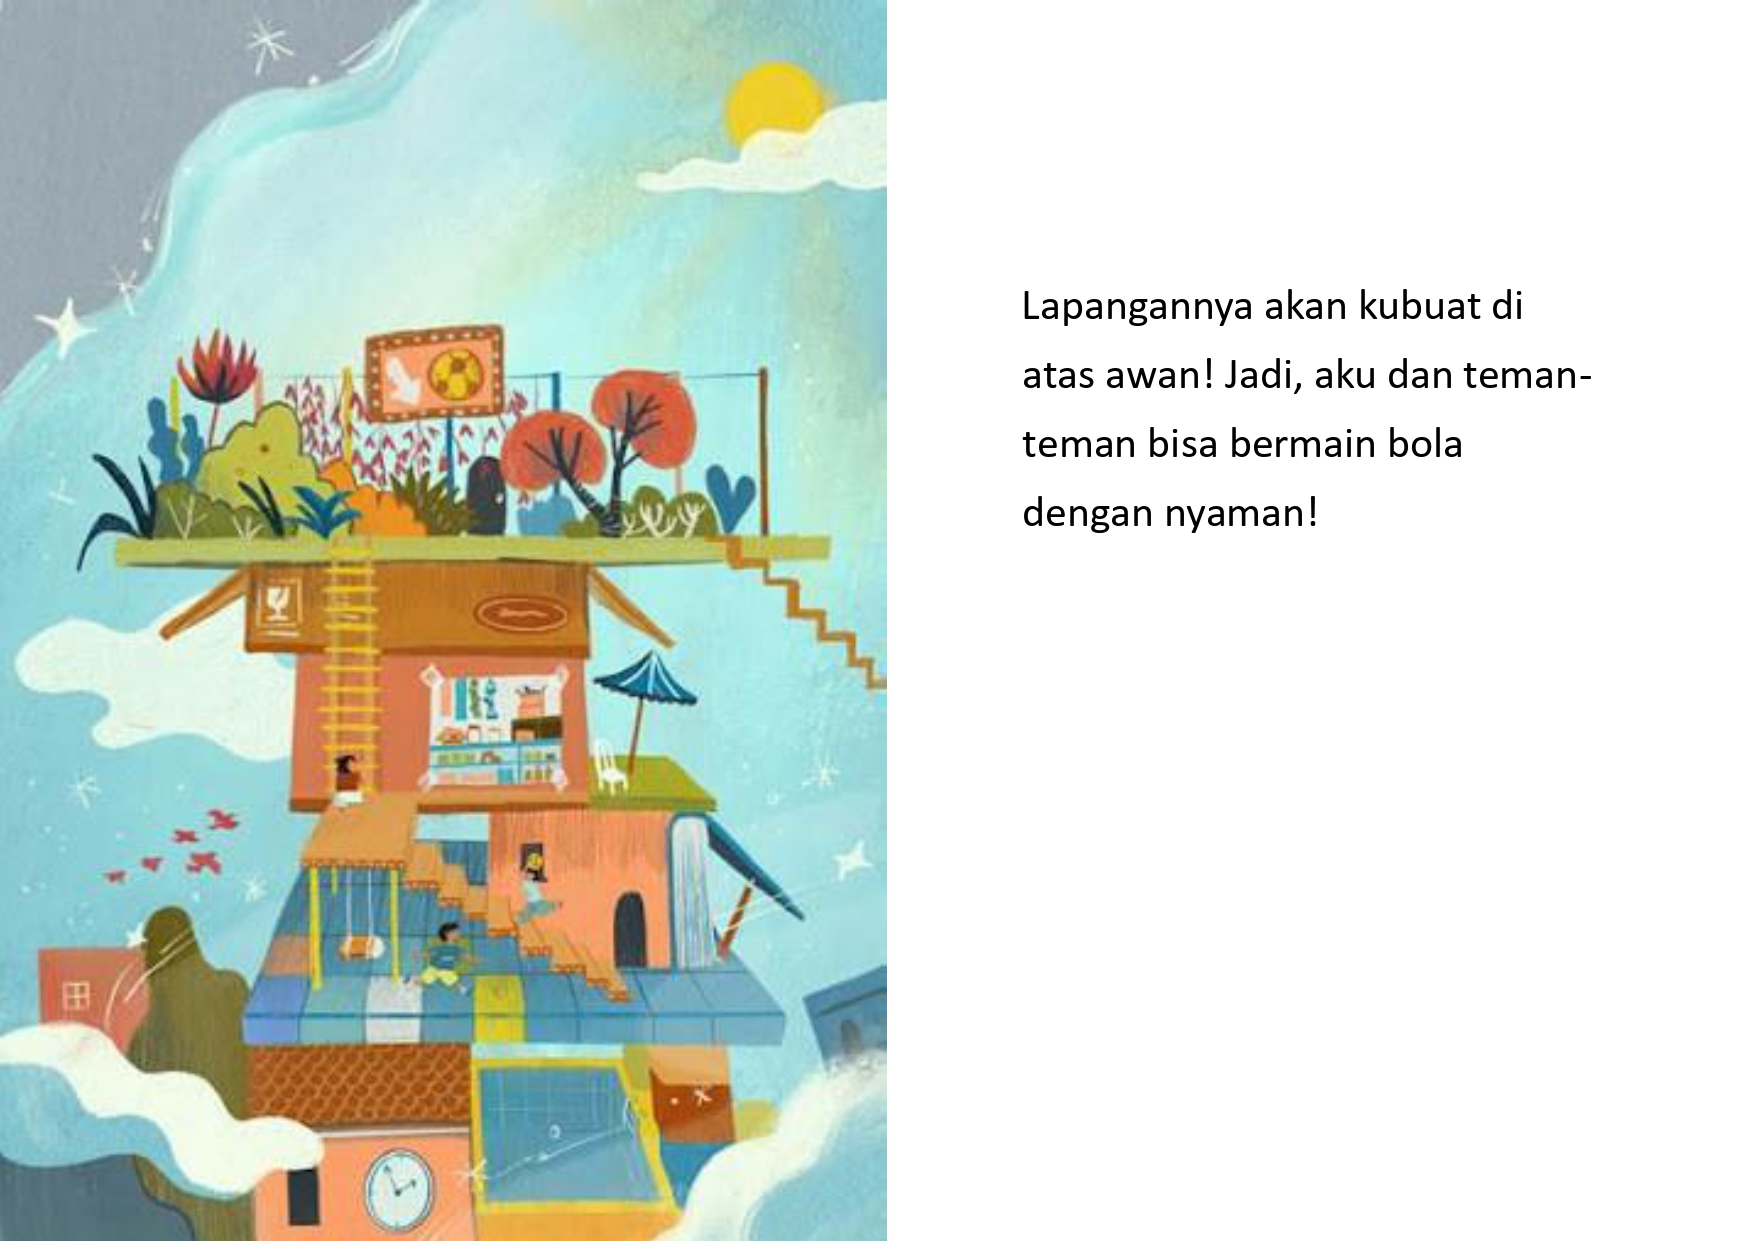 Lapangannya akan kubuat di
atas awan! Jadi, aku dan teman-
teman bisa bermain bola
dengan nyaman!